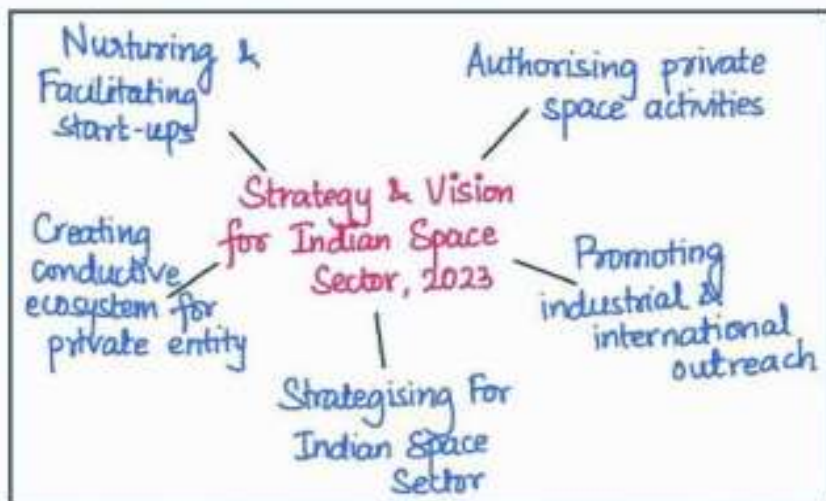 Nurturing &
Facilitating
start-ups
Authorising private
space activities
Strategy & Vision
for Indian Space
Sector, 2023
Creating
conductive
ecosystem for
private entity
Promoting
industrial &
international
outreach
Strategising For
Indian Space
Sector